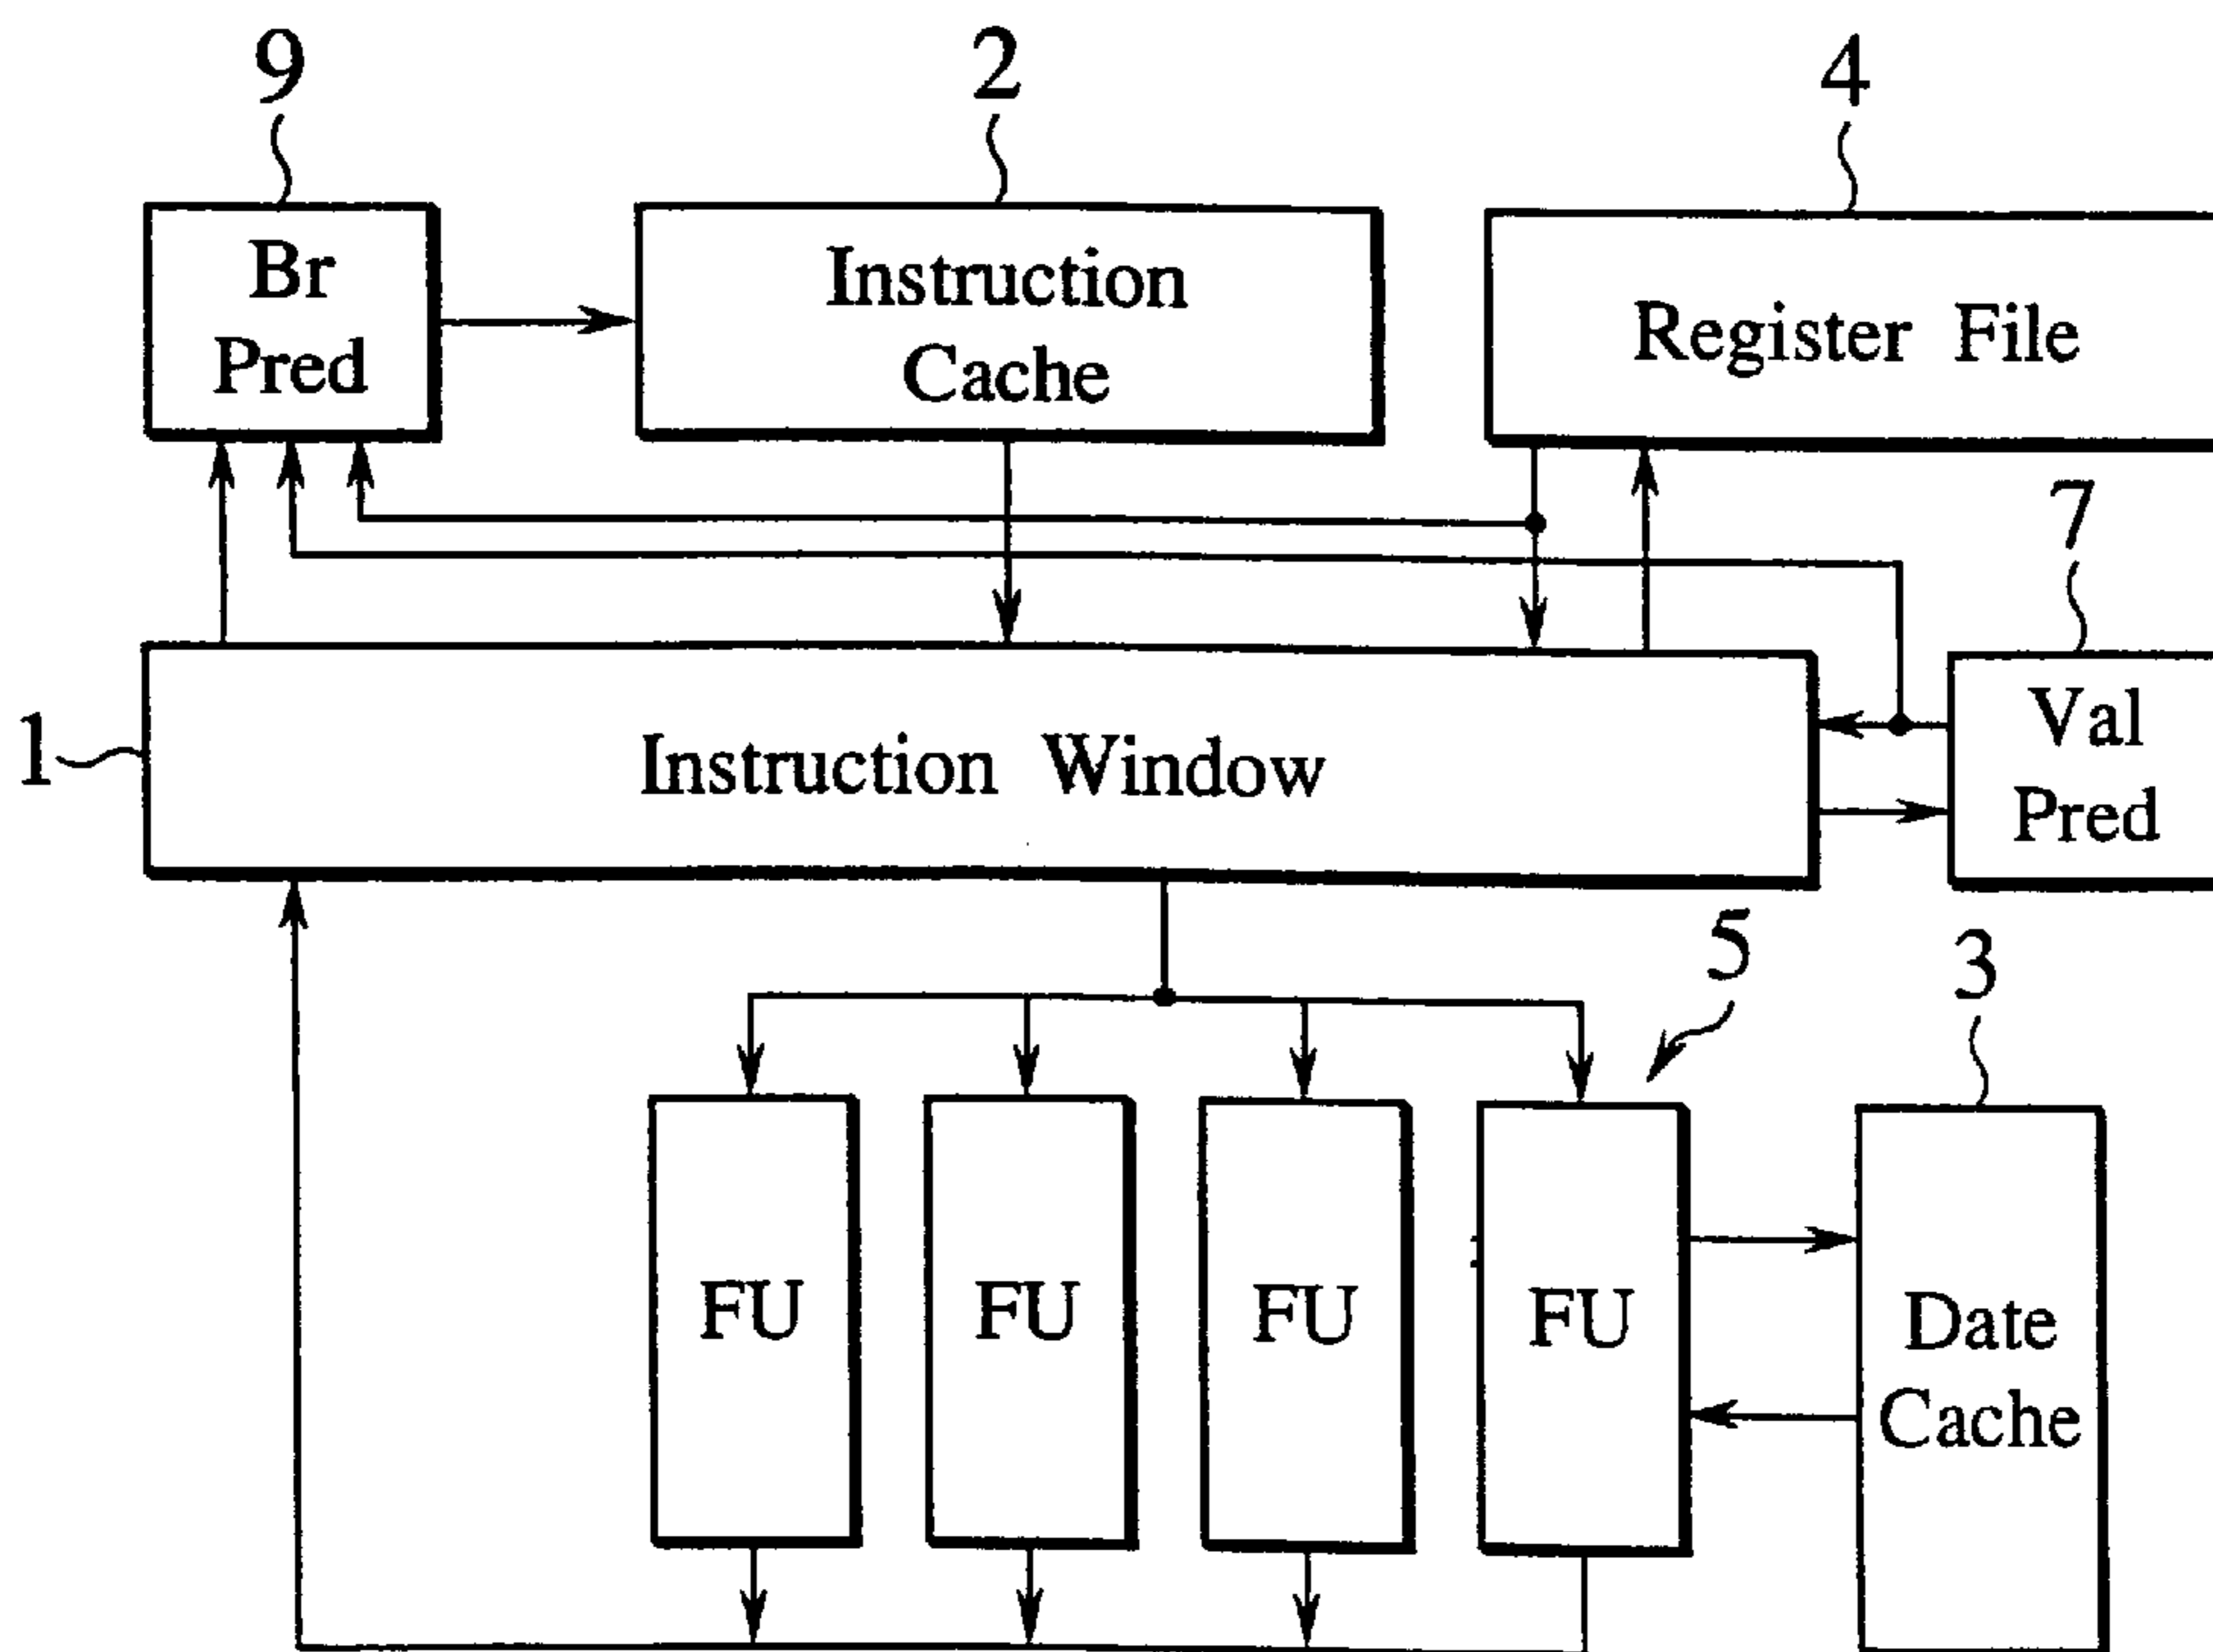 9
2
4
Br
Pred
Instruction
Cache
Register File
7
1
Instruction Window
Val
Pred
5
3
FU
FU
FU
FU
Date
Cache